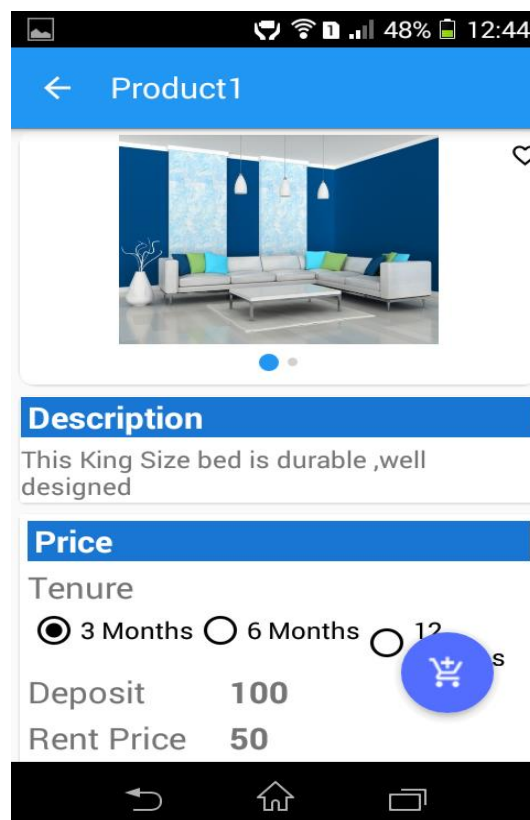 48% 12:44
Product1
Description
This King Size bed is durable ,well
designed
Price
Tenure
3 Months 6 Months 12
s
Deposit 100
Rent Price 50